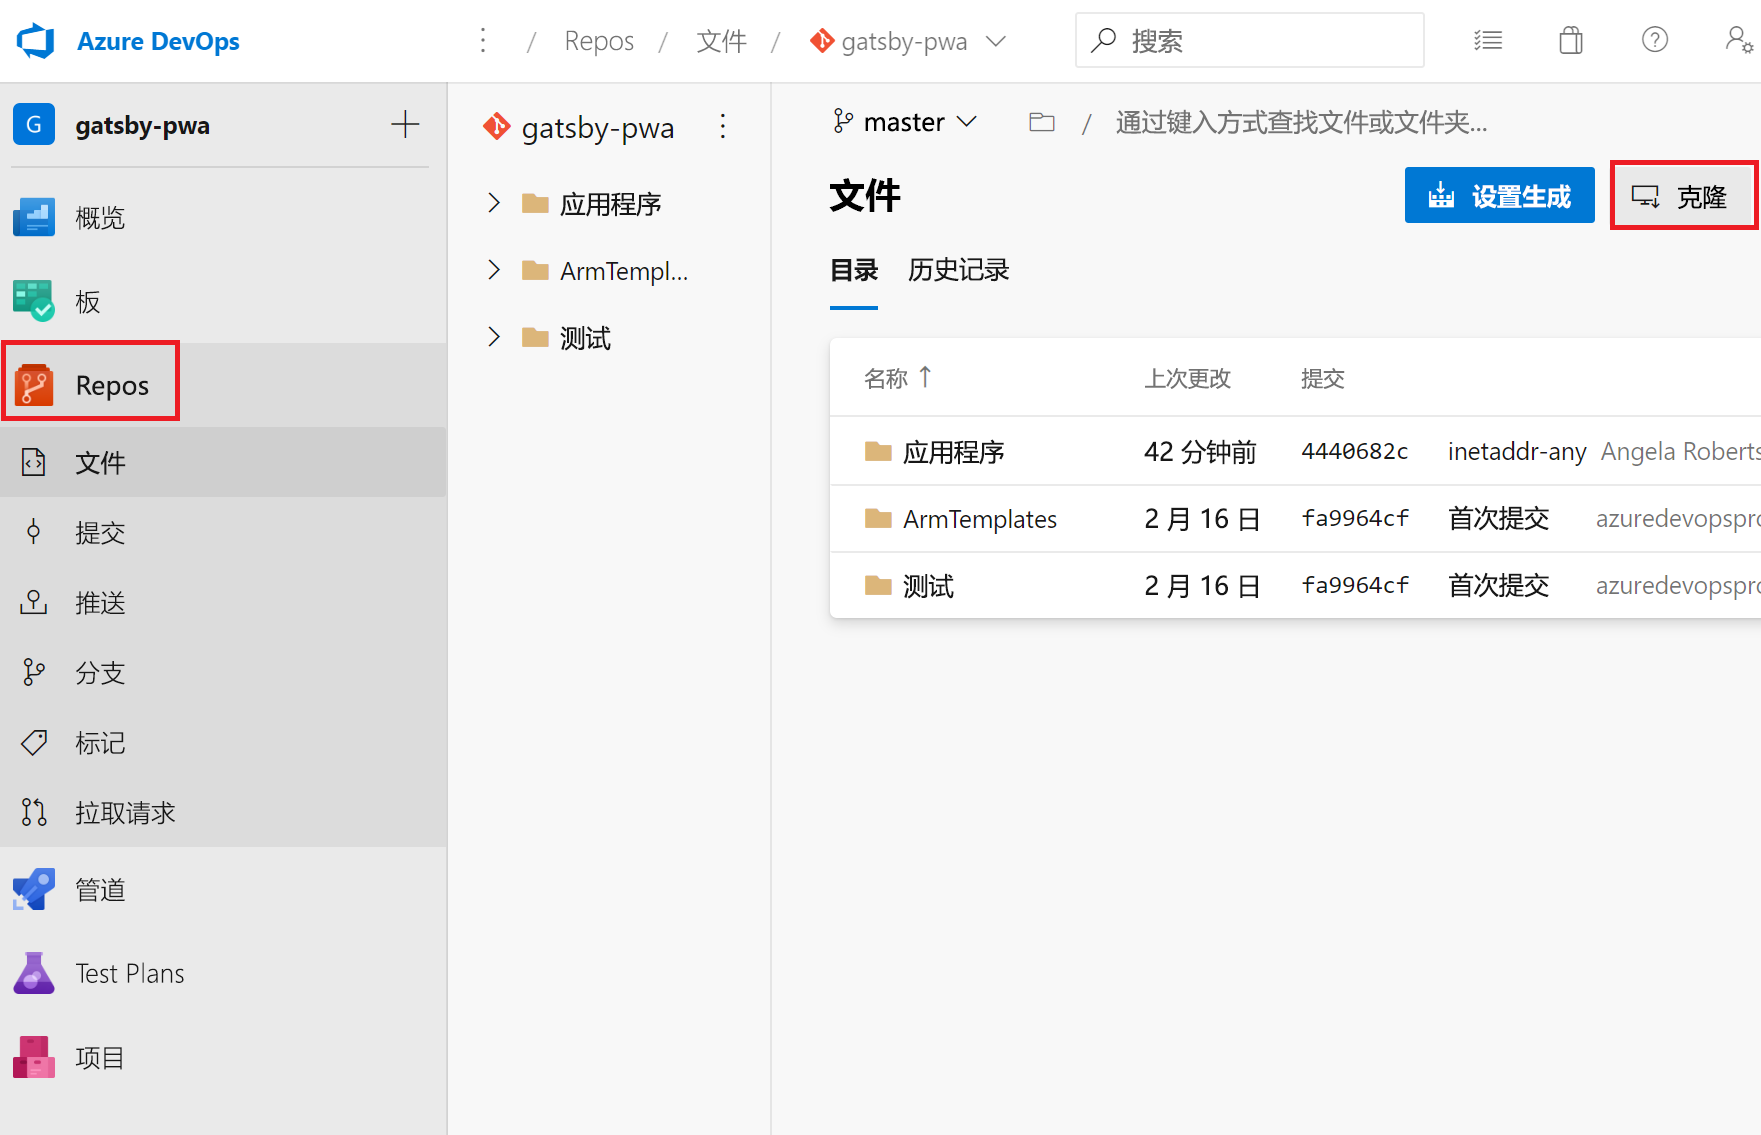 Azure DevOps
/ Repos / 文件 / gatsby-pwa
搜索
G gatsby-pwa
概览
板
Repos
文件
提交
推送
分支
标记
拉取请求
管道
Test Plans
项目
gatsby-pwa
应用程序
ArmTempl...
测试
master / 通过键入方式查找文件或文件夹...
文件
设置生成
克隆
目录 历史记录
名称 ↑ 上次更改 提交
应用程序 42 分钟前 4440682c inetaddr-any Angela Roberts
ArmTemplates 2 月 16 日 fa9964cf 首次提交 azuredevopspro
测试 2 月 16 日 fa9964cf 首次提交 azuredevopspro